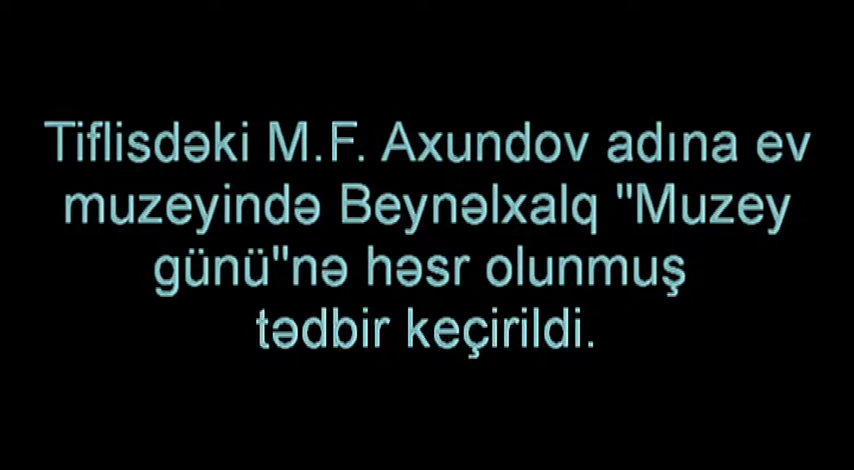 Tiflisdəki M.F. Axundov adına ev
muzeyində Beynəlxalq "Muzey
günü"nə həsr olunmuş
tədbir keçirildi.